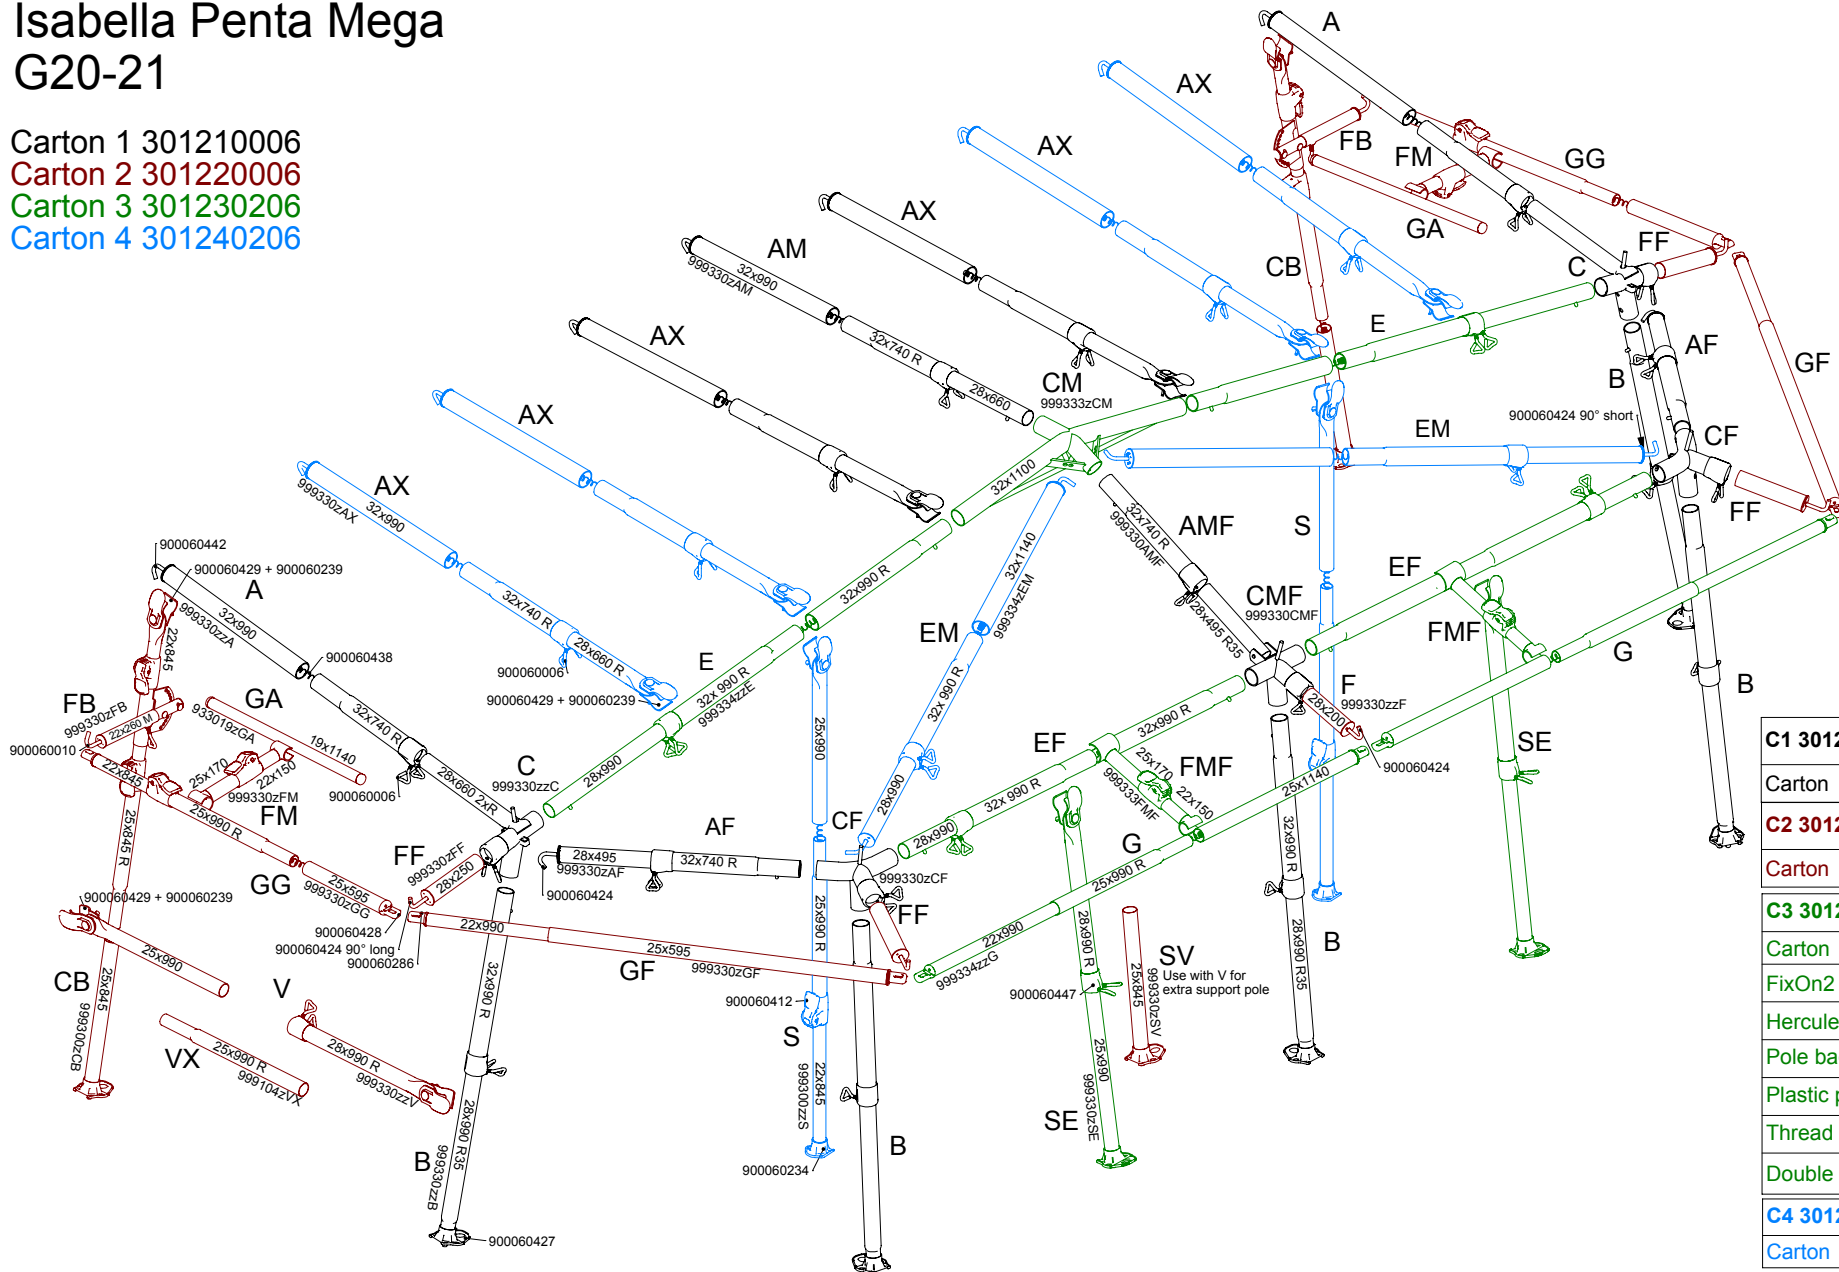 Isabella Penta Mega
G20-21
Carton 1 301210006
Carton 2 301220006
Carton 3 301230206
Carton 4 301240206
A
AX
AX
AX
AM
32x990
999330zAM
32x740 R
28x660
AX
AX
AX
32x990
999330zAX
32x740 R
28x660 R
900060006
900060429 + 900060239
FB
FM
GG
GA
CB
FF
C
E
AF
B
GF
900060424 90° short
CF
FF
CM
999333zCM
32x1100
EM
S
32x740 R
999330AMF
AMF
28x495 R35
CMF
999330CMF
EF
FMF
G
B
SE
F
999330zzF
28x200
900060424
900060442
900060429 + 900060239
A
32x990
999330zzA
900060438
32x740 R
28x660 2xR
900060006
22x845
FB
999330zFB
22x260 M
900060010
GA
933019zGA
19x1140
22x845
25x170
22x150
999330zFM
FM
25x990 R
GG
25x595
999330zGG
25x845 R
900060429 + 900060239
25x990
CB
25x845
999300zCB
V
28x990 R
999330zzV
VX
25x990 R
999104zVX
C
999330zzC
FF
999330zFF
28x250
900060428
900060424 90° long
900060286
22x990
25x595
GF
999330zGF
32x990 R
28x990 R35
B
999330zzB
900060427
E
32x990 R
32x 990 R
999334zzE
28x990
AF
28x495
32x740 R
999330zAF
900060424
EM
32x1140
999334zEM
32x 990 R
28x990
25x990
CF
999330zCF
25x990 R
FF
900060412
S
22x845
999300zzS
900060234
B
EF
32x990 R
32x 990 R
28x990
25x170
FMF
999333FMF
22x150
25x1140
G
25x990 R
22x990
999334zzG
28x990 R
900060447
25x990
SE
999330zSE
SV
Use with V for
extra support pole
25x845
999330zSV
32x990 R
28x990 R35
B
C1 3012
Carton
C2 3012
Carton
C3 3012
Carton
FixOn2
Hercule
Pole ba
Plastic p
Thread
Double
C4 3012
Carton